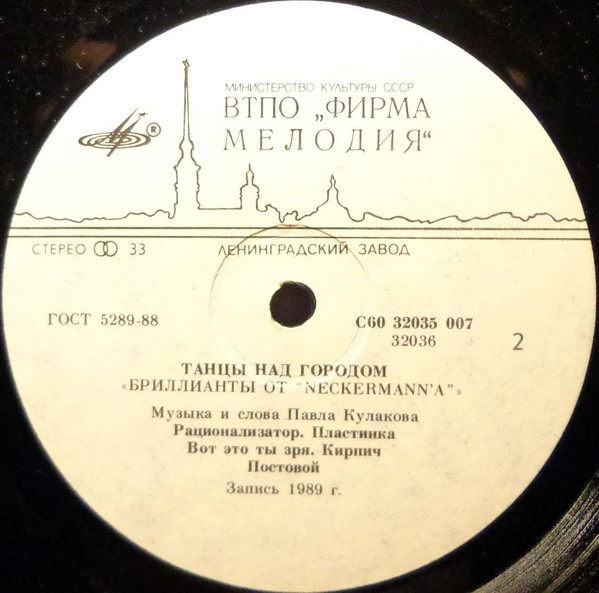 МИНИСТЕРСТВО КУЛЬТУРЫ СССР
ВТПО „ФИРМА
МЕЛОДИЯ“
®
СТЕРЕО 33
ЛЕНИНГРАДСКИЙ ЗАВОД
ГОСТ 5289-88
С60 32035 007
32036
2
ТАНЦЫ НАД ГОРОДОМ
«БРИЛЛИАНТЫ ОТ "NECKERMANN'A"»
Музыка и слова Павла Кулакова
Рационализатор. Пластинка
Вот это ты зря. Кирпич
Постовой
Запись 1989 г.